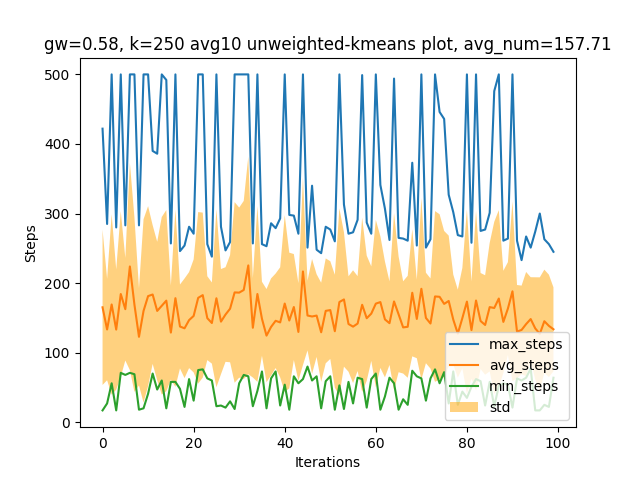 gw=0.58, k=250 avg10 unweighted-kmeans plot, avg_num=157.71
500
400
300
200
100
0
Steps
max_steps
avg_steps
min_steps
std
0 20 40 60 80 100
Iterations